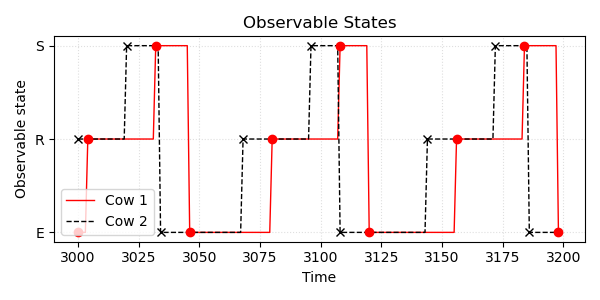 Observable States
Observable state
S
R
E
Cow 1
Cow 2
3000 3025 3050 3075 3100 3125 3150 3175 3200
Time